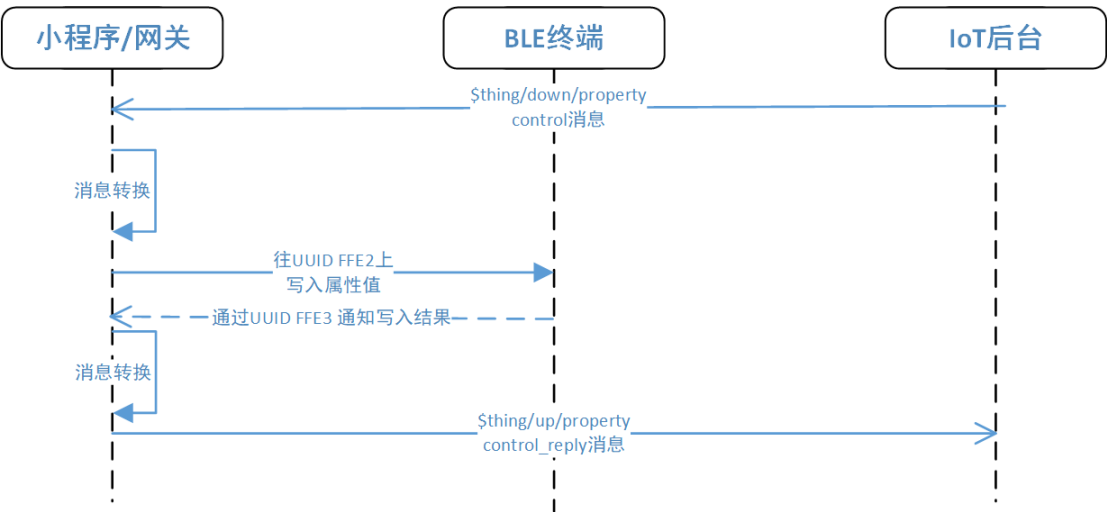 小程序/网关
BLE终端
IoT后台
$thing/down/property
control消息
消息转换
往UUID FFE2上
写入属性值
通过UUID FFE3 通知写入结果
消息转换
$thing/up/property
control_reply消息